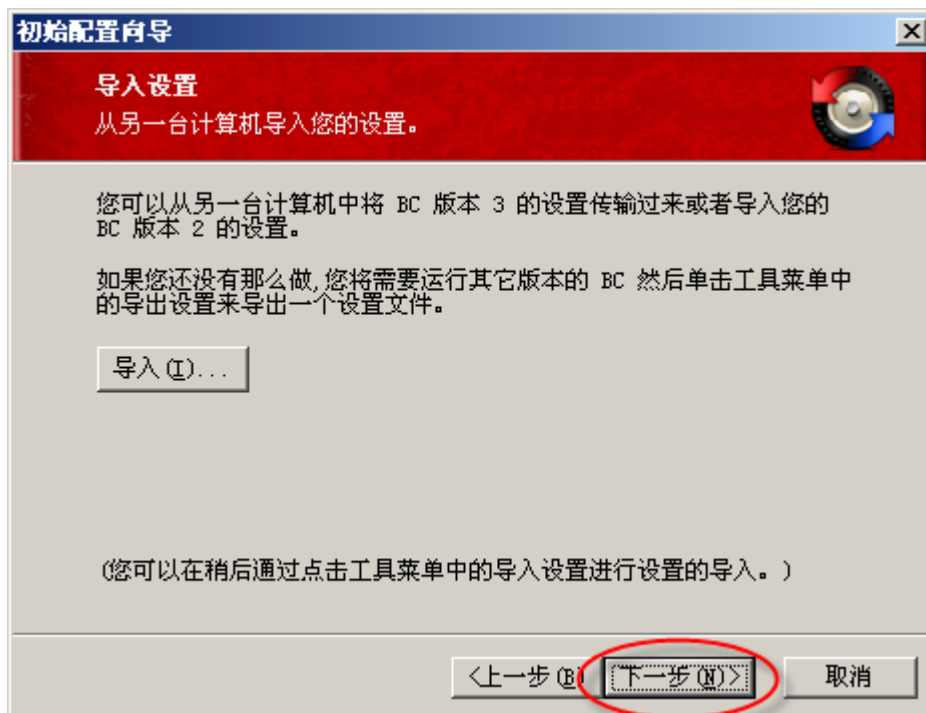 初始配置向导
导入设置
从另一台计算机导入您的设置。
您可以从另一台计算机中将 BC 版本 3 的设置传输过来或者导入您的
BC 版本 2 的设置。
如果您还没有那么做,您将需要运行其它版本的 BC 然后单击工具菜单中
的导出设置来导出一个设置文件。
导入(I)...
(您可以在稍后通过点击工具菜单中的导入设置进行设置的导入。)
<上一步(B) 下一步(N)> 取消